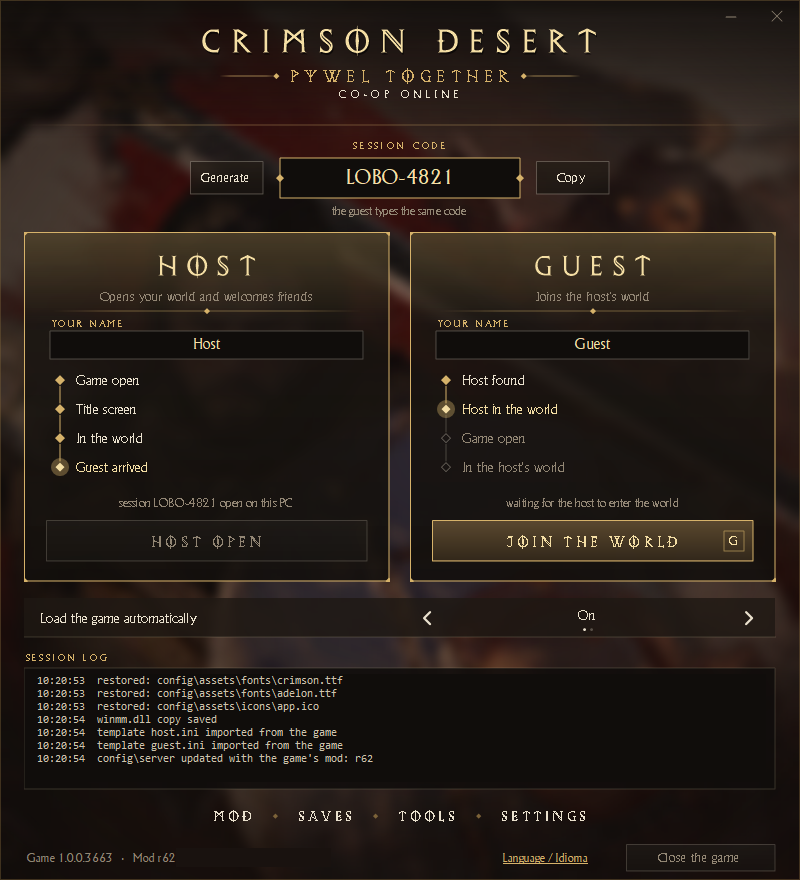 CRIMSON DESERT
PYWEL TOGETHER
CO-OP ONLINE
SESSION CODE
Generate
LOBO-4821
Copy
the guest types the same code
HOST
Opens your world and welcomes friends
YOUR NAME
Host
Game open
Title screen
In the world
Guest arrived
session LOBO-4821 open on this PC
HOST OPEN
GUEST
Joins the host's world
YOUR NAME
Guest
Host found
Host in the world
Game open
In the host's world
waiting for the host to enter the world
JOIN THE WORLD G
Load the game automatically
On
SESSION LOG
10:20:53 restored: config\assets\fonts\crimson.ttf
10:20:53 restored: config\assets\fonts\adelon.ttf
10:20:53 restored: config\assets\icons\app.ico
10:20:54 winmm.dll copy saved
10:20:54 template host.ini imported from the game
10:20:54 template guest.ini imported from the game
10:20:54 config\server updated with the game's mod: r62
MOD SAVES TOOLS SETTINGS
Game 1.0.0.3663 · Mod r62
Language / Idioma
Close the game